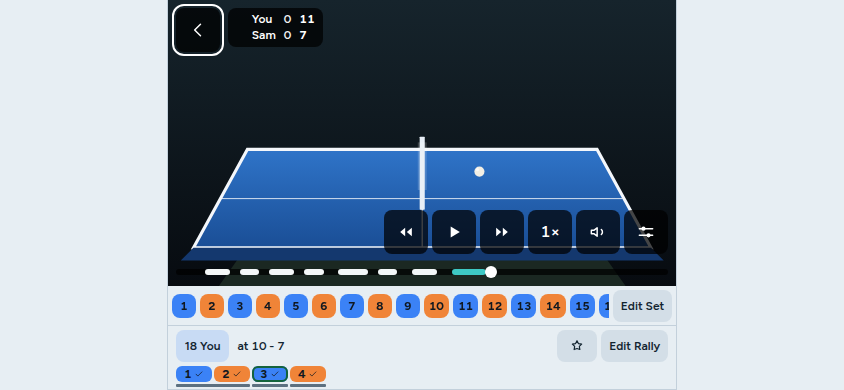 You 0 11
Sam 0 7
1×
1 2 3 4 5 6 7 8 9 10 11 12 13 14 15 Edit Set
18 You at 10 - 7 Edit Rally
1 ✓ 2 ✓ 3 ✓ 4 ✓